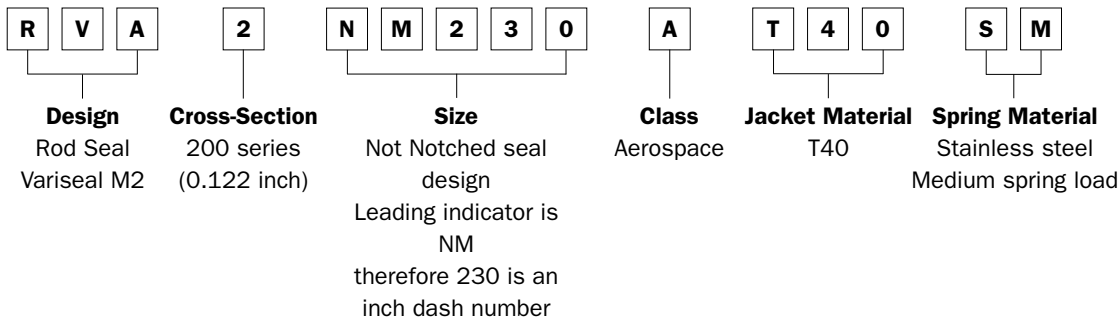 R V A 2 N M 2 3 0 A T 4 0 S M
Design Cross-Section Size Class Jacket Material Spring Material
Rod Seal 200 series Not Notched seal Aerospace T40 Stainless steel
Variseal M2 (0.122 inch) design Medium spring load
Leading indicator is
NM
therefore 230 is an
inch dash number